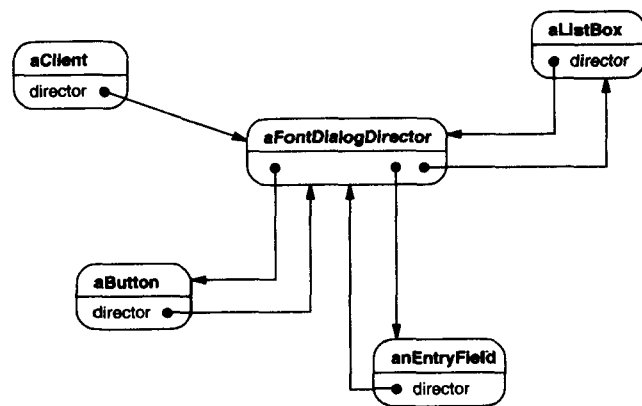 aClient
director
aListBox
director
aFontDialogDirector
aButton
director
anEntryField
director